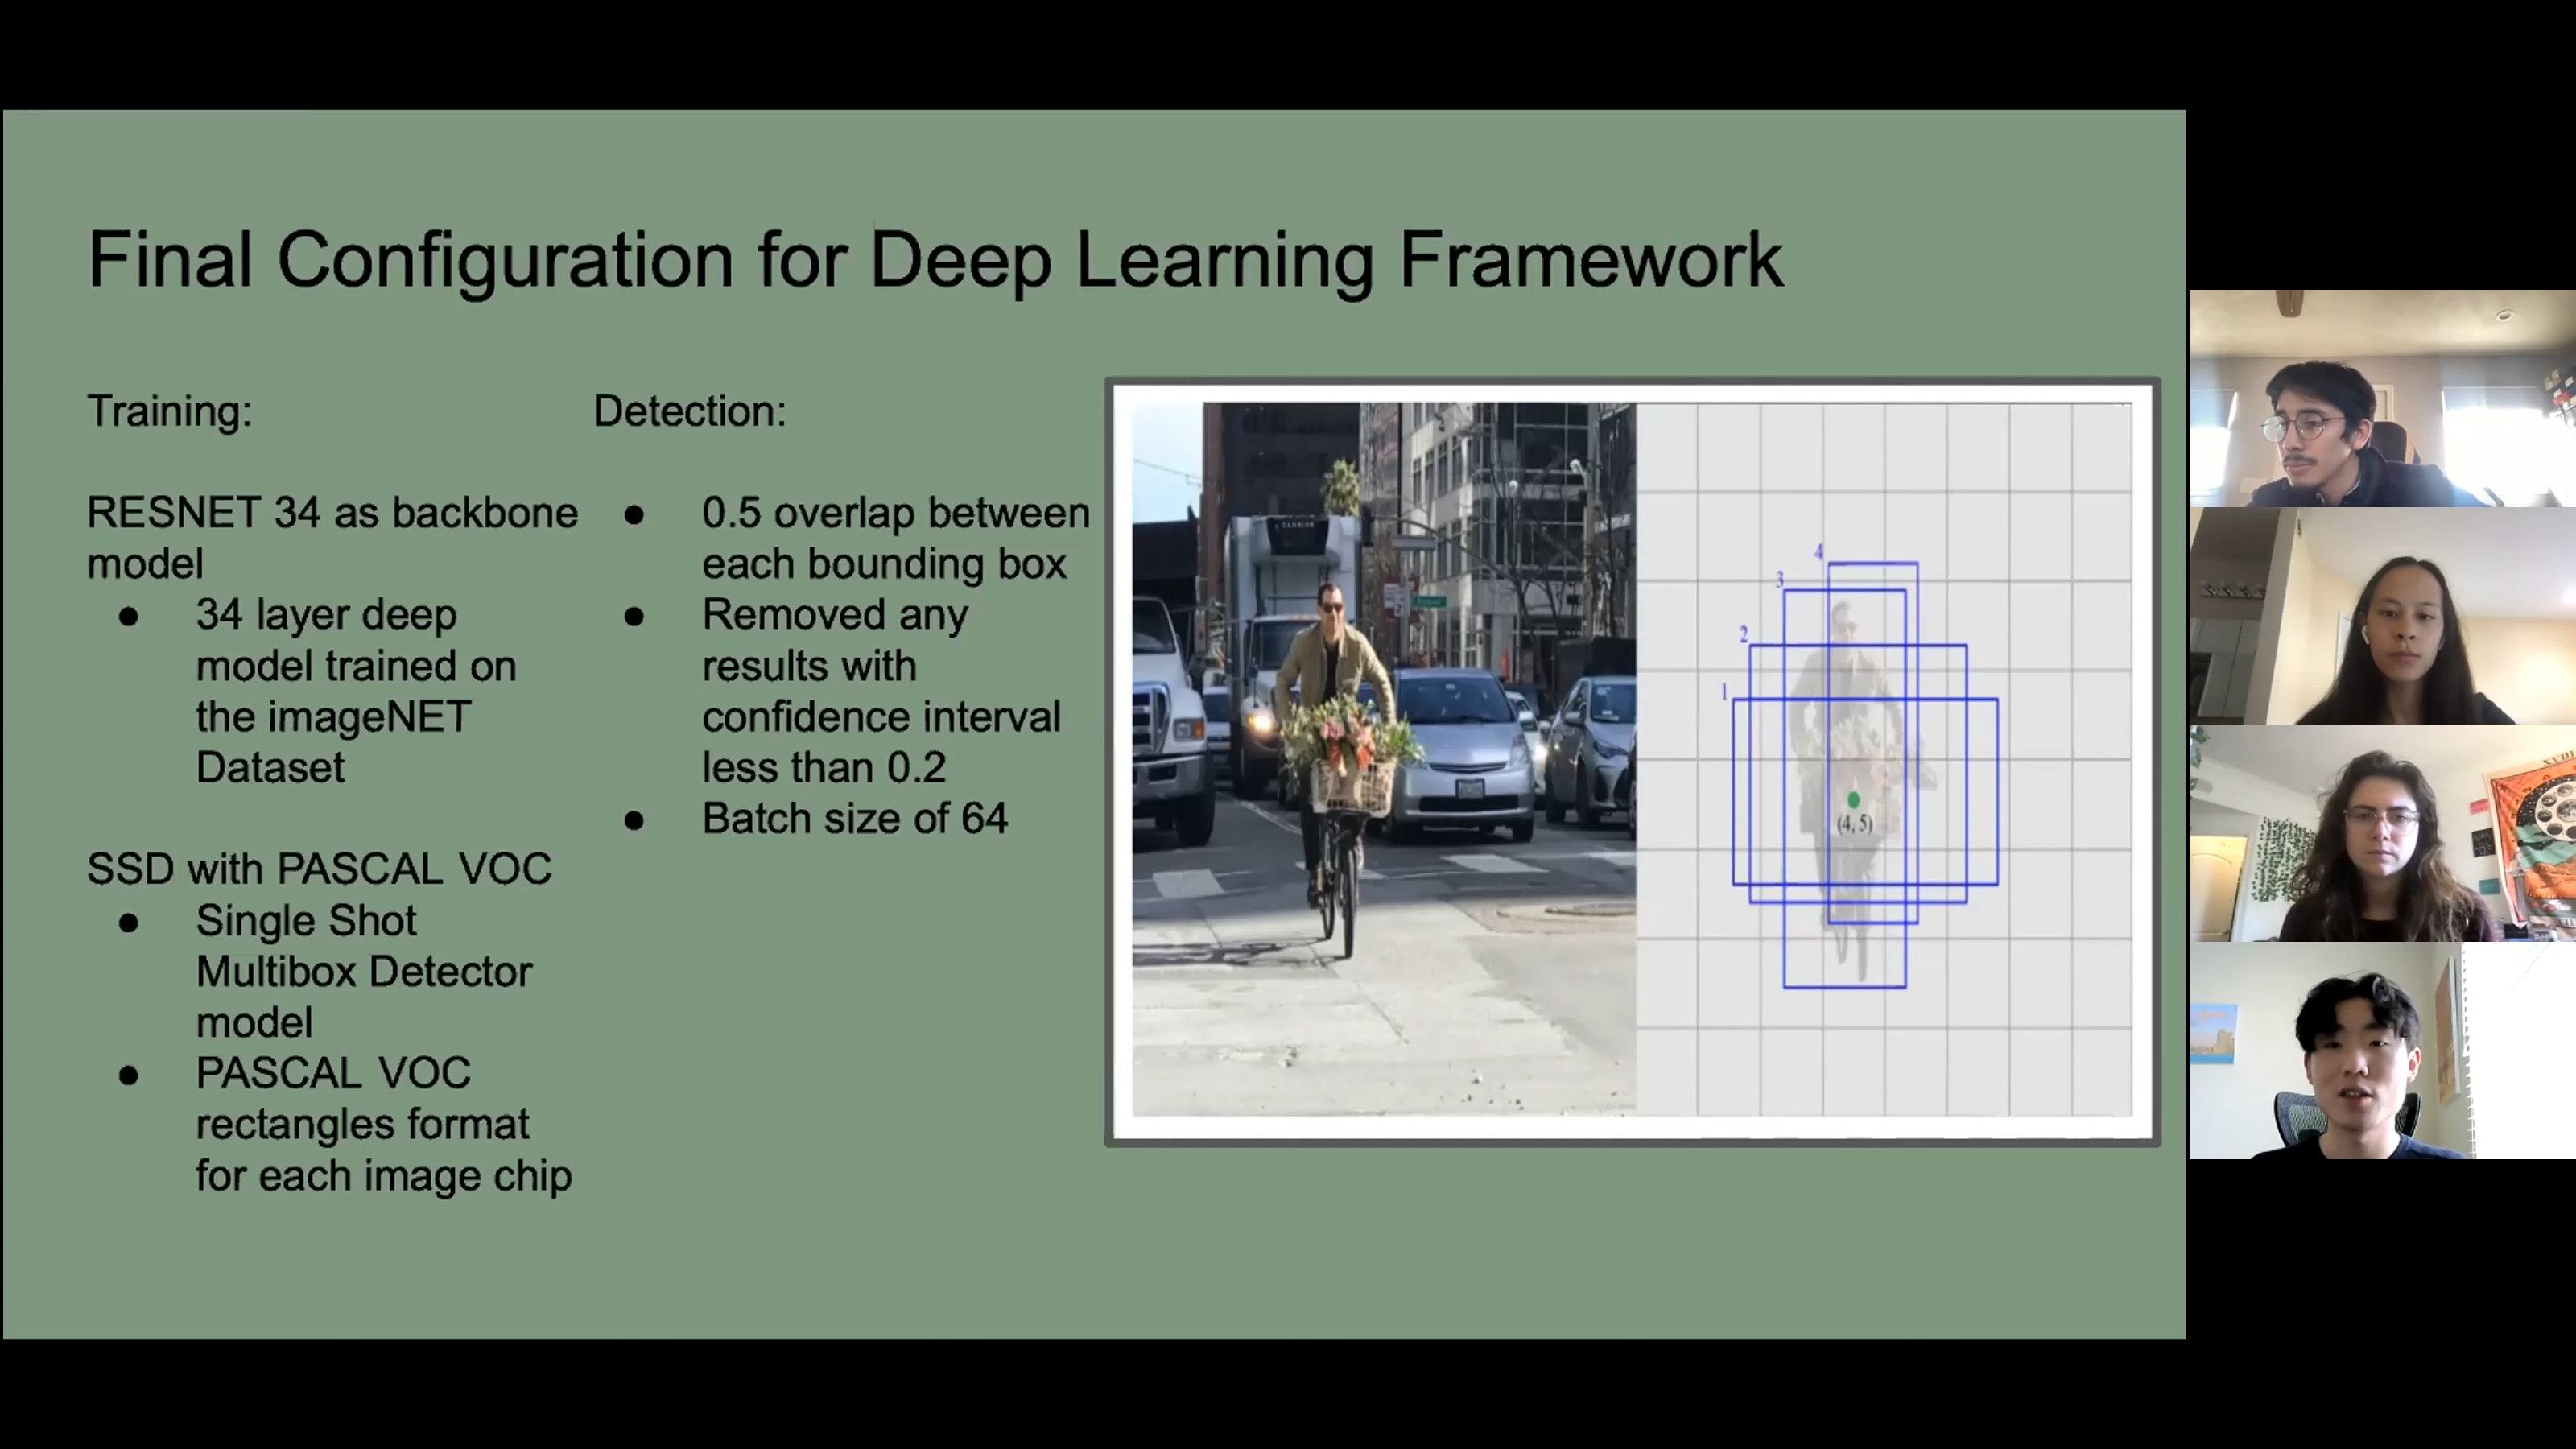 Final Configuration for Deep Learning Framework
Training:
RESNET 34 as backbone
model
● 34 layer deep
model trained on
the imageNET
Dataset
SSD with PASCAL VOC
● Single Shot
Multibox Detector
model
● PASCAL VOC
rectangles format
for each image chip
Detection:
● 0.5 overlap between
each bounding box
● Removed any
results with
confidence interval
less than 0.2
● Batch size of 64
CARRIER
4
3
2
1
(4, 5)